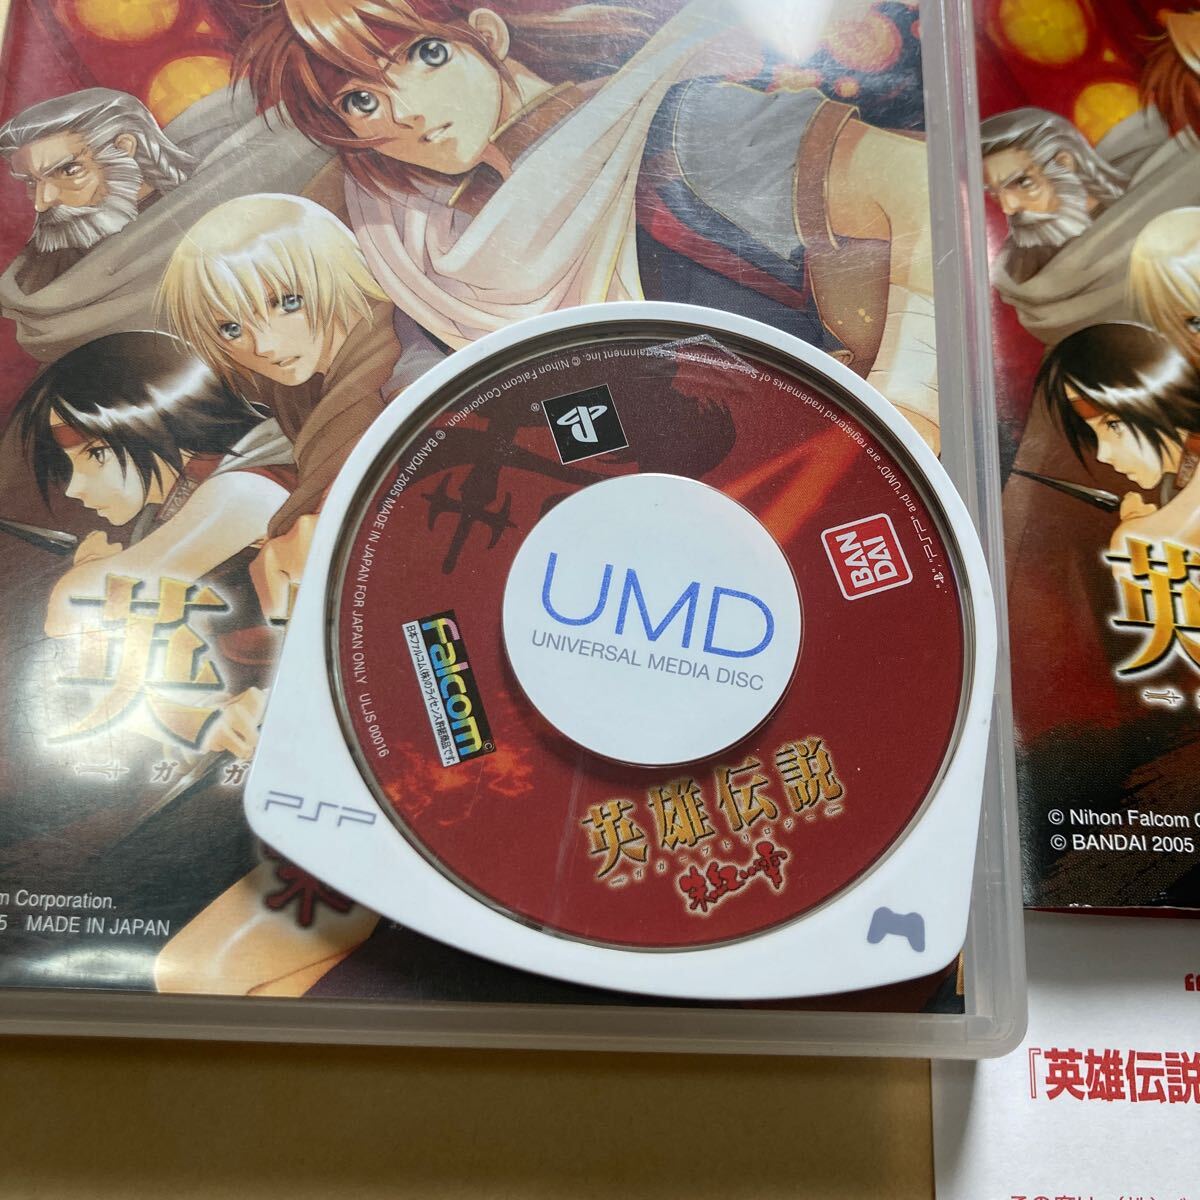 UMD
UNIVERSAL MEDIA DISC
BAN
DAI
Falcom
日本ファルコム(株)のライセンス許諾商品です。
© Nihon Falcom Corporation. © BANDAI 2005 MADE IN JAPAN FOR JAPAN ONLY ULJS 00016
"PSP" and "UMD" are registered trademarks of Sony Computer Entertainment Inc.
英雄伝説
ガガーブトリロジー
朱紅い雫
PSP
英
ガガ
朱
m Corporation.
5 MADE IN JAPAN
英
© Nihon Falcom C
© BANDAI 2005
『英雄伝説